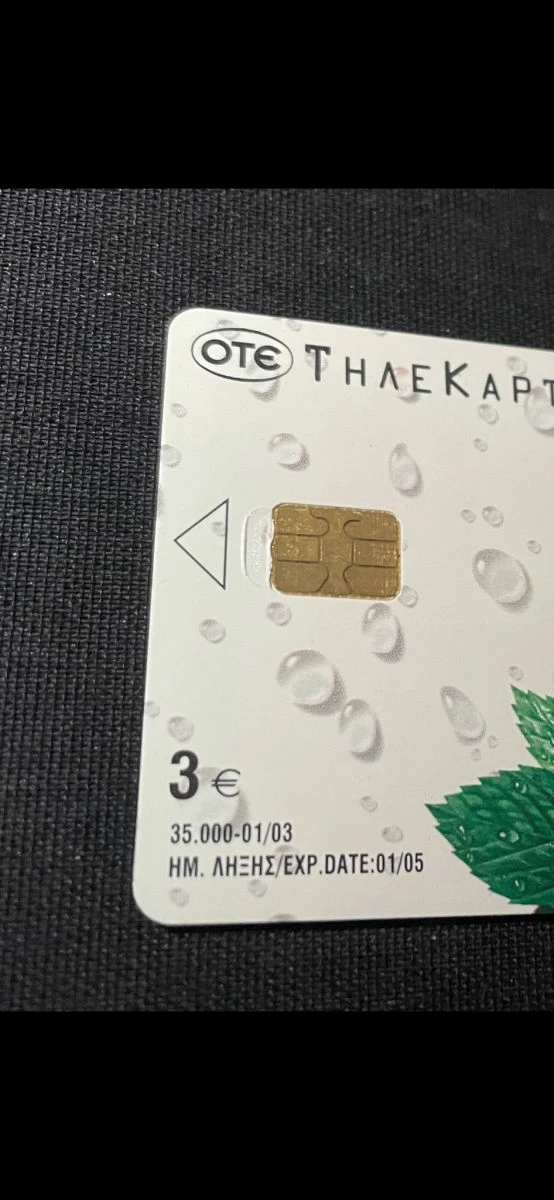 OTE ΤΗΛΕΚΑΡΤ
3 €
35.000-01/03
ΗΜ. ΛΗΞΗΣ/EXP.DATE:01/05